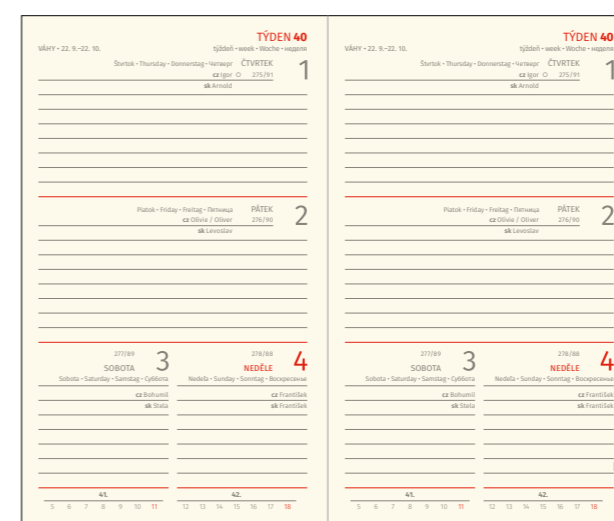 TÝDEN 40
VÁHY • 22. 9.–22. 10. týždeň • week • Woche • неделя
Štvrtok • Thursday • Donnerstag • Четверг ČTVRTEK 1
cz Igor O 275/91
sk Arnold
Piatok • Friday • Freitag • Пятница PÁTEK 2
cz Olivie / Oliver 276/90
sk Levoslav
277/89 3
SOBOTA
Sobota • Saturday • Samstag • Суббота
cz Bohumil
sk Stela
278/88 4
NEDĚLE
Nedeľa • Sunday • Sonntag • Воскресенье
cz František
sk František
41. 42.
5 6 7 8 9 10 11 12 13 14 15 16 17 18
TÝDEN 40
VÁHY • 22. 9.–22. 10. týždeň • week • Woche • неделя
Štvrtok • Thursday • Donnerstag • Четверг ČTVRTEK 1
cz Igor O 275/91
sk Arnold
Piatok • Friday • Freitag • Пятница PÁTEK 2
cz Olivie / Oliver 276/90
sk Levoslav
277/89 3
SOBOTA
Sobota • Saturday • Samstag • Суббота
cz Bohumil
sk Stela
278/88 4
NEDĚLE
Nedeľa • Sunday • Sonntag • Воскресенье
cz František
sk František
41. 42.
5 6 7 8 9 10 11 12 13 14 15 16 17 18